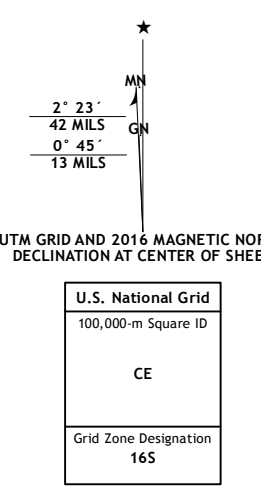 ★
MN
2° 23´
42 MILS
GN
0° 45´
13 MILS
UTM GRID AND 2016 MAGNETIC NOR
DECLINATION AT CENTER OF SHEE
U.S. National Grid
100,000-m Square ID
CE
Grid Zone Designation
16S